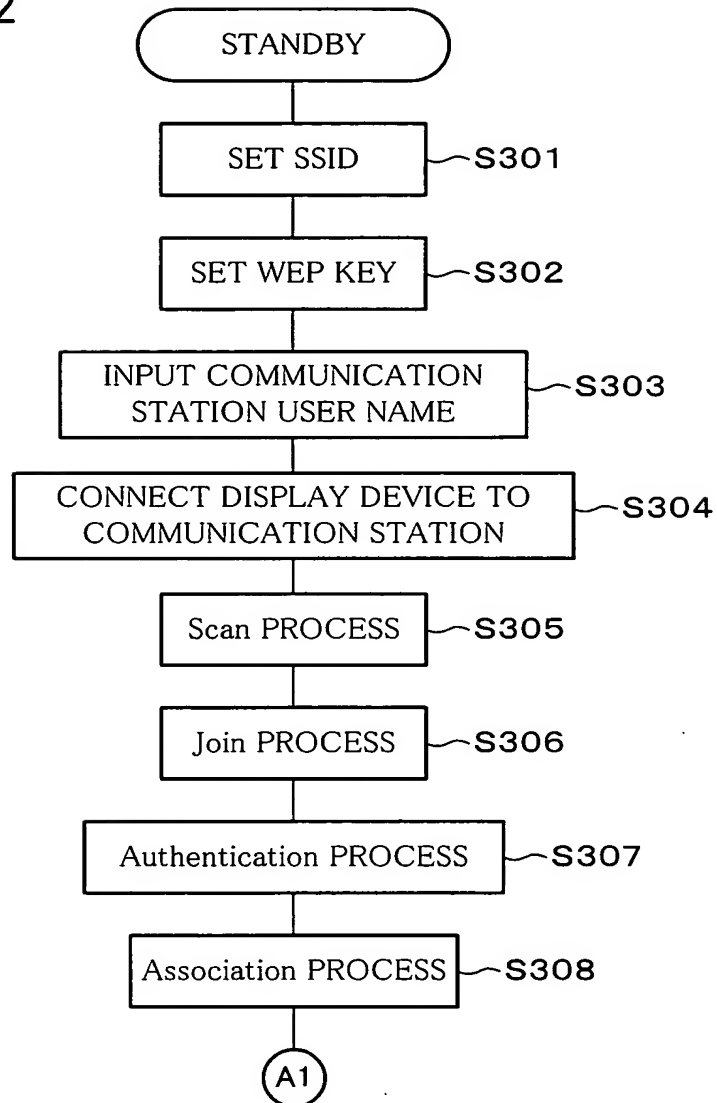 2
STANDBY
SET SSID
S301
SET WEP KEY
S302
INPUT COMMUNICATION
STATION USER NAME
S303
CONNECT DISPLAY DEVICE TO
COMMUNICATION STATION
S304
Scan PROCESS
S305
Join PROCESS
S306
Authentication PROCESS
S307
Association PROCESS
S308
A1